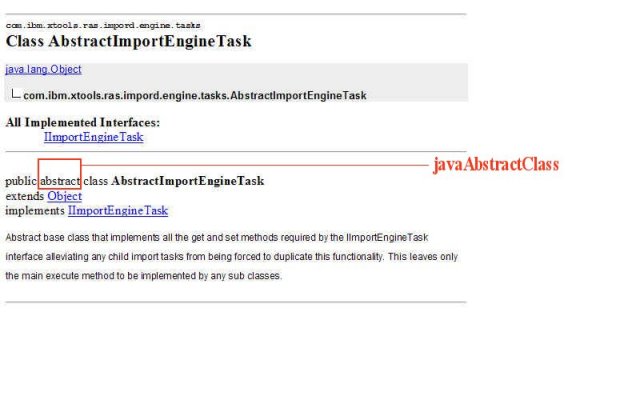 com.ibm.xtools.ras.impord.engine.tasks
Class AbstractImportEngineTask
java.lang.Object
com.ibm.xtools.ras.impord.engine.tasks.AbstractImportEngineTask
All Implemented Interfaces:
IImportEngineTask
javaAbstractClass
public abstract class AbstractImportEngineTask
extends Object
implements IImportEngineTask
Abstract base class that implements all the get and set methods required by the IImportEngineTask
interface alleviating any child import tasks from being forced to duplicate this functionality. This leaves only
the main execute method to be implemented by any sub classes.